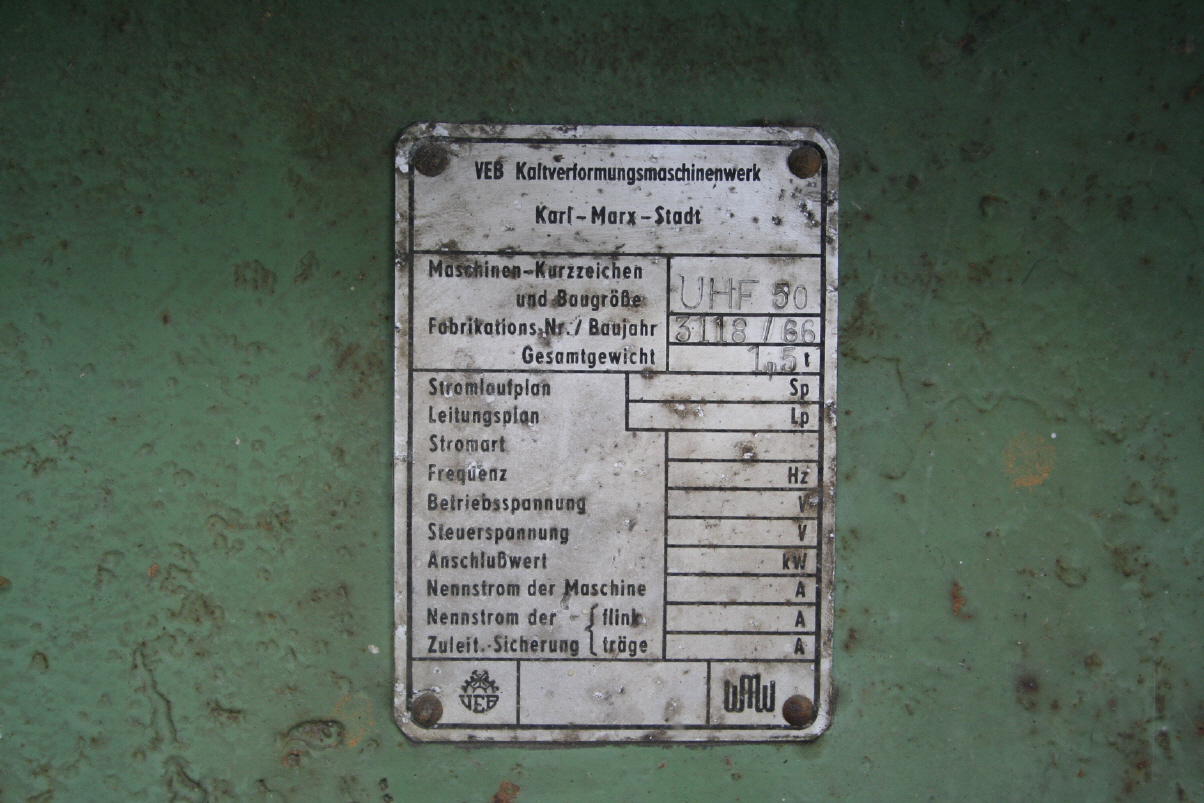 VEB Kaltverformungsmaschinenwerk
Karl-Marx-Stadt
Maschinen-Kurzzeichen
und Baugröße UHF 50
Fabrikations-Nr./Baujahr 3118/66
Gesamtgewicht 1,5 t
Stromlaufplan Sp
Leitungsplan Lp
Stromart
Frequenz Hz
Betriebsspannung V
Steuerspannung V
Anschlußwert kW
Nennstrom der Maschine A
Nennstrom der { flink A
Zuleit.-Sicherung { träge A
VEB WMW